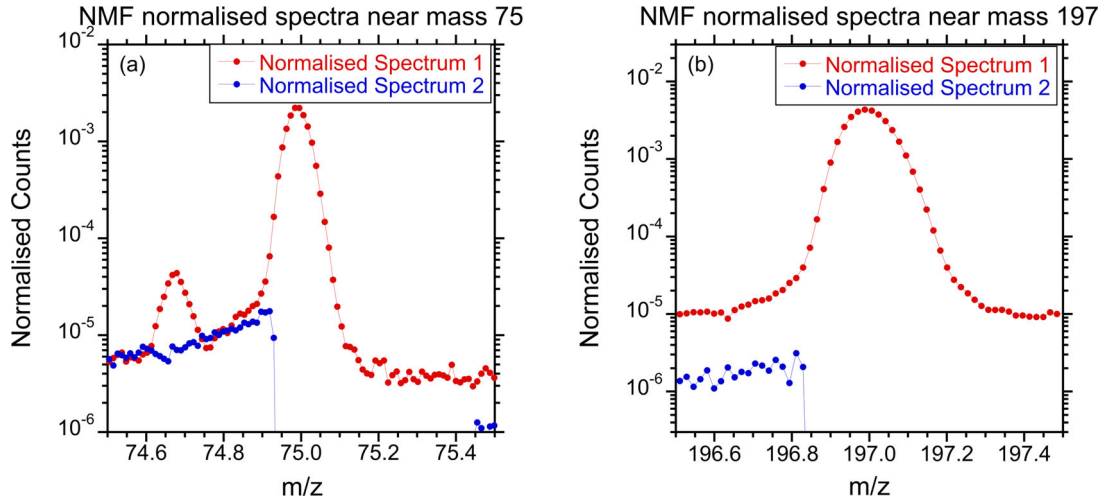 NMF normalised spectra near mass 75
(a)
Normalised Spectrum 1
Normalised Spectrum 2
Normalised Counts
10-2
10-3
10-4
10-5
10-6
74.6 74.8 75.0 75.2 75.4
m/z
NMF normalised spectra near mass 197
(b)
Normalised Spectrum 1
Normalised Spectrum 2
Normalised Counts
10-2
10-3
10-4
10-5
10-6
196.6 196.8 197.0 197.2 197.4
m/z